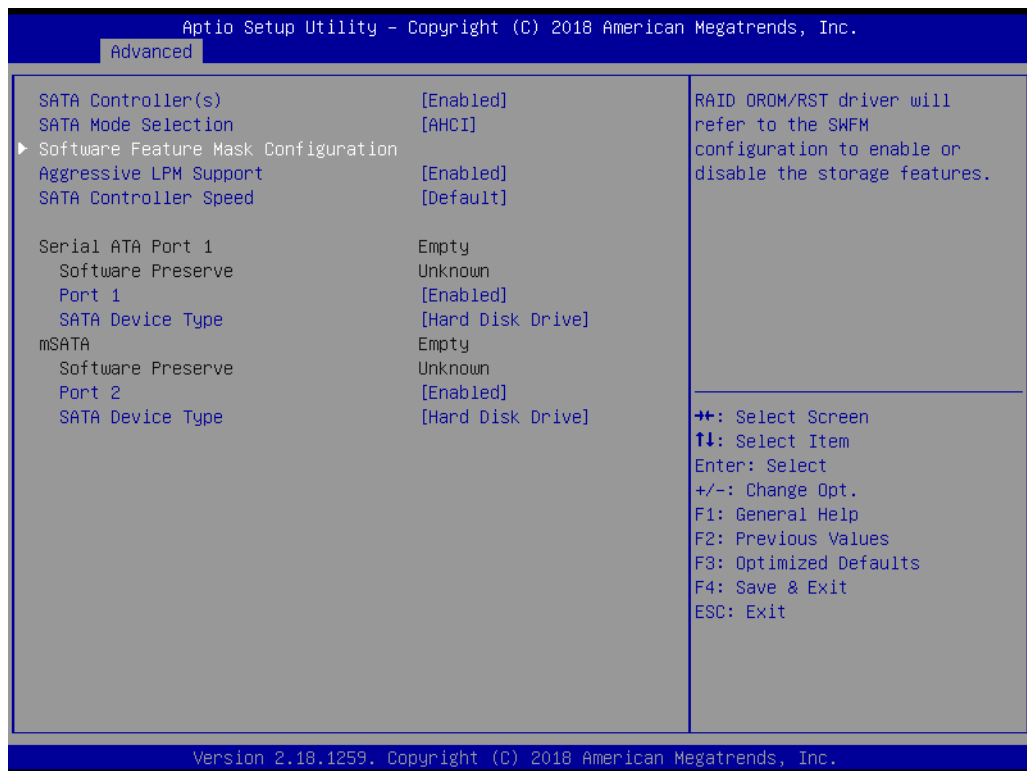 Aptio Setup Utility – Copyright (C) 2018 American Megatrends, Inc.
Advanced
SATA Controller(s) [Enabled]
SATA Mode Selection [AHCI]
Software Feature Mask Configuration
Aggressive LPM Support [Enabled]
SATA Controller Speed [Default]
Serial ATA Port 1 Empty
Software Preserve Unknown
Port 1 [Enabled]
SATA Device Type [Hard Disk Drive]
mSATA Empty
Software Preserve Unknown
Port 2 [Enabled]
SATA Device Type [Hard Disk Drive]
RAID OROM/RST driver will
refer to the SWFM
configuration to enable or
disable the storage features.
→←: Select Screen
↑↓: Select Item
Enter: Select
+/-: Change Opt.
F1: General Help
F2: Previous Values
F3: Optimized Defaults
F4: Save & Exit
ESC: Exit
Version 2.18.1259. Copyright (C) 2018 American Megatrends, Inc.